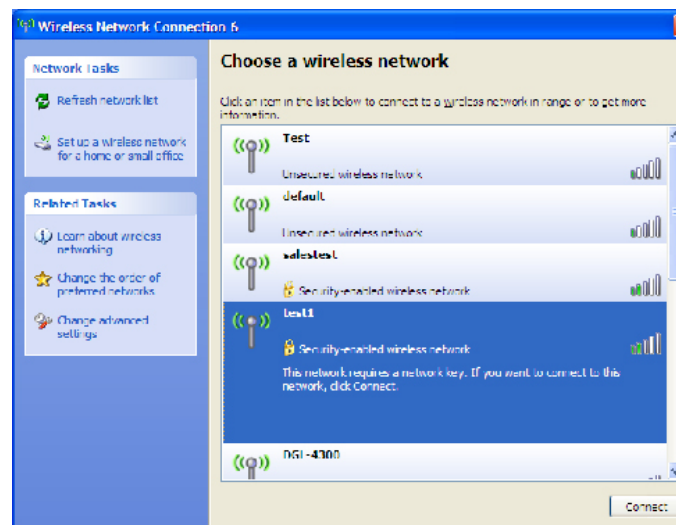 Wireless Network Connection 6
Network Tasks
Refresh network list
Set up a wireless network
for a home or small office
Related Tasks
Learn about wireless
networking
Change the order of
preferred networks
Change advanced
settings
Choose a wireless network
Click an item in the list below to connect to a wireless network in range or to get more
information.
Test
Unsecured wireless network
default
Unsecured wireless network
salestest
Security-enabled wireless network
test1
Security-enabled wireless network
This network requires a network key. If you want to connect to this
network, click Connect.
DGL-4300
Connect